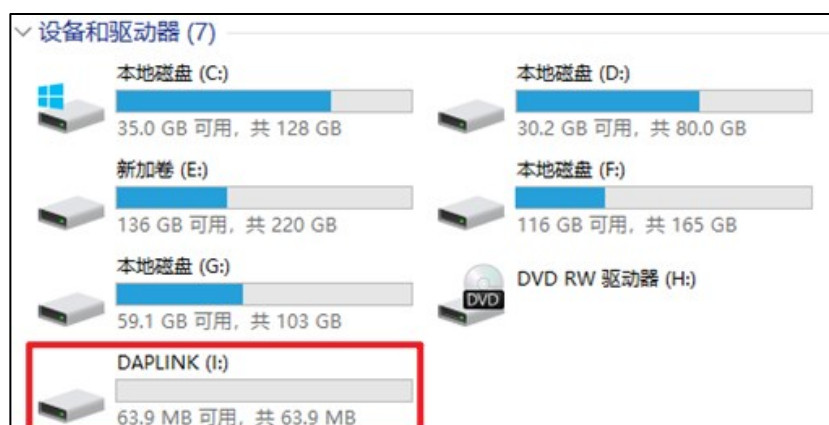 设备和驱动器 (7)
本地磁盘 (C:)
35.0 GB 可用，共 128 GB
本地磁盘 (D:)
30.2 GB 可用，共 80.0 GB
新加卷 (E:)
136 GB 可用，共 220 GB
本地磁盘 (F:)
116 GB 可用，共 165 GB
本地磁盘 (G:)
59.1 GB 可用，共 103 GB
DVD RW 驱动器 (H:)
DVD
DAPLINK (I:)
63.9 MB 可用，共 63.9 MB